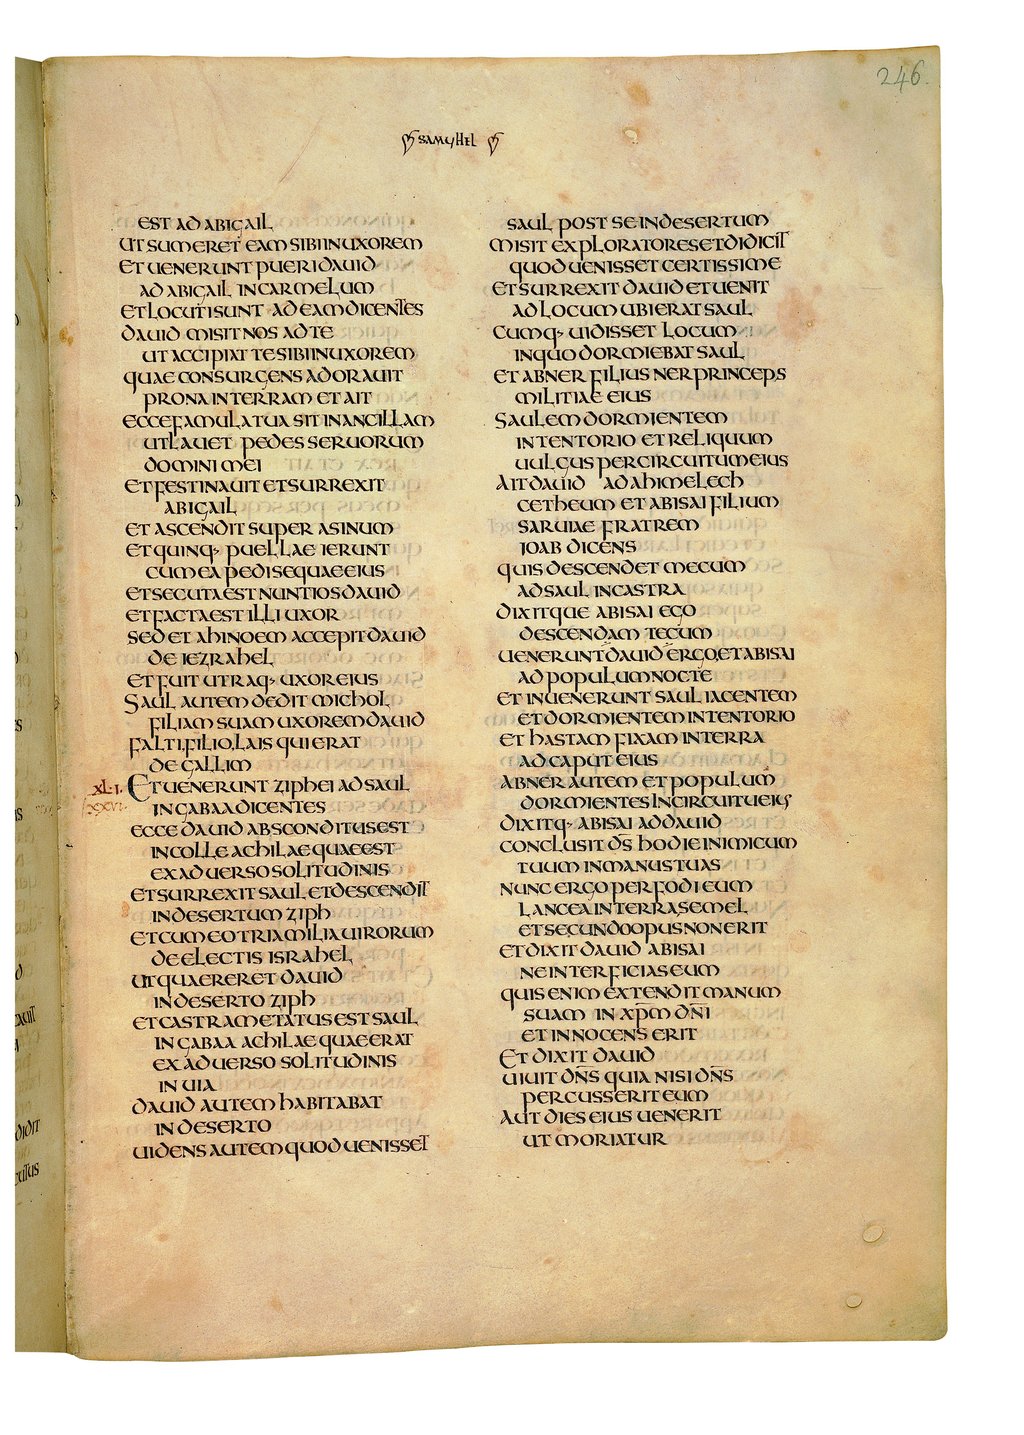 246.
SAMUHEL
EST AD ABIGAIL
UT SUMERET EAM SIBI IN UXOREM
ET UENERUNT PUERI DAUID
AD ABIGAIL IN CARMELUM
ET LOCUTI SUNT AD EAM DICENTES
DAUID MISIT NOS AD TE
UT ACCIPIAT TE SIBI IN UXOREM
QUAE CONSURGENS ADORAUIT
PRONA IN TERRAM ET AIT
ECCE FAMULA TUA SIT IN ANCILLAM
UT LAUET PEDES SERUORUM
DOMINI MEI
ET FESTINAUIT ET SURREXIT
ABIGAIL
ET ASCENDIT SUPER ASINUM
ET QUINQ· PUELLAE IERUNT
CUM EA PEDISEQUAE EIUS
ET SECUTA EST NUNTIOS DAUID
ET FACTA EST ILLI UXOR
SED ET AHINOEM ACCEPIT DAUID
DE IEZRAHEL
ET FUIT UTRAQ· UXOR EIUS
SAUL AUTEM DEDIT MICHOL
FILIAM SUAM UXOREM DAUID
FALTI, FILIO, LAIS QUI ERAT
DE GALLIM
XLI. ET UENERUNT ZIPHEI AD SAUL
IN GABAA DICENTES
ECCE DAUID ABSCONDITUS EST
IN COLLE ACHILAE QUAE EST
EX ADUERSO SOLITUDINIS
ET SURREXIT SAUL ET DESCENDIT
IN DESERTUM ZIPH
ET CUM EO TRIA MILIA UIRORUM
DE ELECTIS ISRAHEL
UT QUAERERET DAUID
IN DESERTO ZIPH
ET CASTRAMETATUS EST SAUL
IN GABAA ACHILAE QUAE ERAT
EX ADUERSO SOLITUDINIS
IN UIA
DAUID AUTEM HABITABAT
IN DESERTO
UIDENS AUTEM QUOD UENISSET
SAUL POST SE IN DESERTUM
MISIT EXPLORATORES ET DIDICIT
QUOD UENISSET CERTISSIME
ET SURREXIT DAUID ET UENIT
AD LOCUM UBI ERAT SAUL
CUMQ· UIDISSET LOCUM
IN QUO DORMIEBAT SAUL
ET ABNER FILIUS NER PRINCEPS
MILITIAE EIUS
SAULEM DORMIENTEM
IN TENTORIO ET RELIQUUM
UULGUS PER CIRCUITUM EIUS
AIT DAUID AD AHIMELECH
CETHEUM ET ABISAI FILIUM
SARUIAE FRATREM
IOAB DICENS
QUIS DESCENDET MECUM
AD SAUL IN CASTRA
DIXITQUE ABISAI EGO
DESCENDAM TECUM
UENERUNT DAUID ERGO, ET ABISAI
AD POPULUM NOCTE
ET INUENERUNT SAUL IACENTEM
ET DORMIENTEM IN TENTORIO
ET HASTAM FIXAM IN TERRA
AD CAPUT EIUS
ABNER AUTEM ET POPULUM
DORMIENTES IN CIRCUITU EIUS
DIXITQ· ABISAI AD DAUID
CONCLUSIT D̄S HODIE INIMICUM
TUUM IN MANUS TUAS
NUNC ERGO PERFODI EUM
LANCEA IN TERRA, SEMEL
ET SECUNDO OPUS NON ERIT
ET DIXIT DAUID ABISAI
NE INTERFICIAS EUM
QUIS ENIM EXTENDIT MANUM
SUAM IN XP̄M DN̄I
ET INNOCENS ERIT
ET DIXIT DAUID
UIUIT DN̄S QUIA NISI DN̄S
PERCUSSERIT EUM
AUT DIES EIUS UENERIT
UT MORIATUR